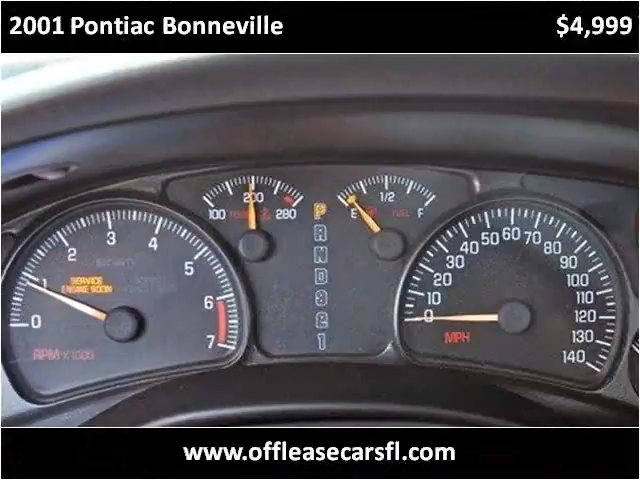 2001 Pontiac Bonneville $4,999
100 200 280
E 1/2 F
FUEL
P
R
N
D
3
2
1
0 1 2 3 4 5 6 7
SERVICE
ENGINE SOON
RPM X 1000
0 10 20 30 40 50 60 70 80 90 100 110 120 130 140
MPH
www.offleasecarsfl.com